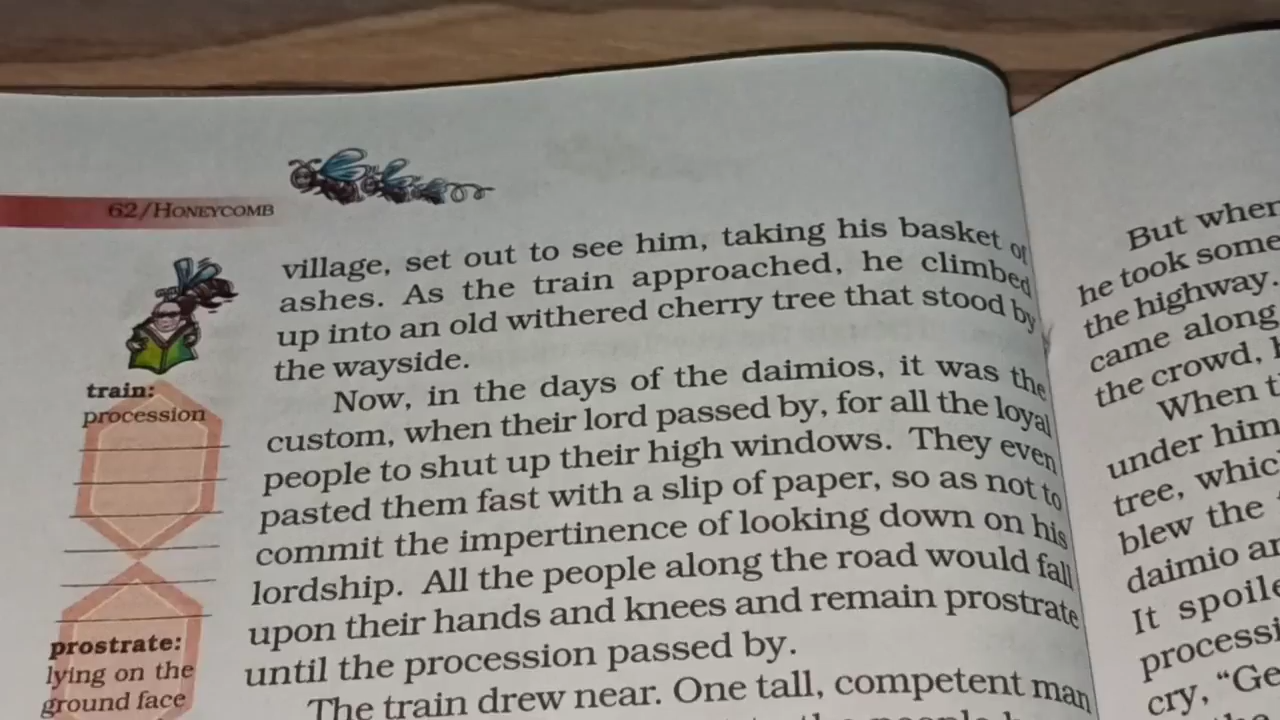 62/HONEYCOMB
village, set out to see him, taking his basket of
ashes. As the train approached, he climbed
up into an old withered cherry tree that stood by
the wayside.
Now, in the days of the daimios, it was the
custom, when their lord passed by, for all the loyal
people to shut up their high windows. They even
pasted them fast with a slip of paper, so as not to
commit the impertinence of looking down on his
lordship. All the people along the road would fall
upon their hands and knees and remain prostrate
until the procession passed by.
The train drew near. One tall, competent man
train:
procession
prostrate:
lying on the
ground face
But
he took some
the highway.
came along
the crowd,
When
under him
tree,
blew the
daimio
It
cry, "Ge